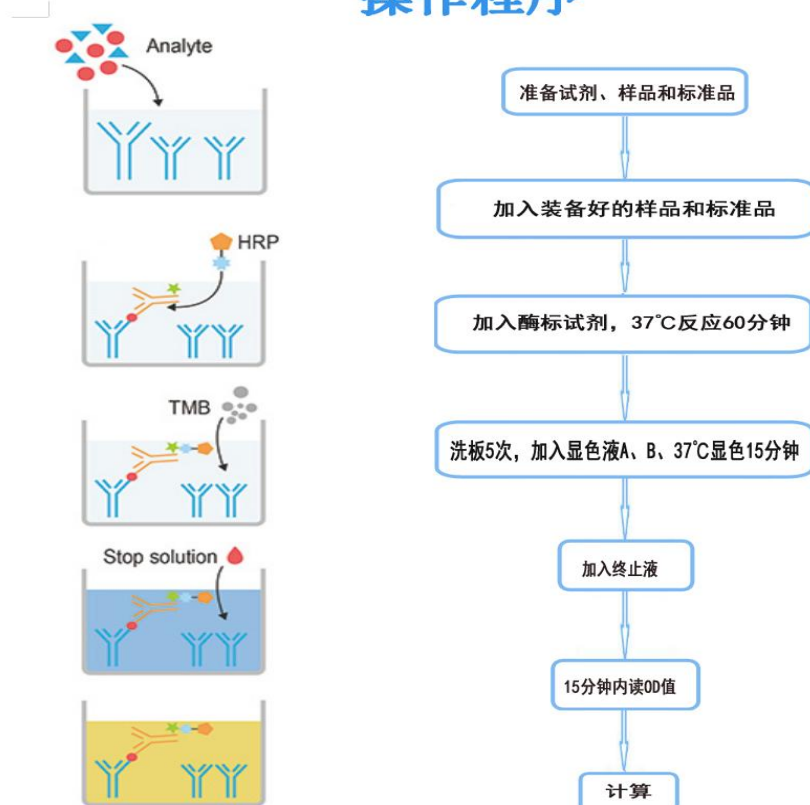 操作程序
Analyte
HRP
TMB
Stop solution
准备试剂、样品和标准品
加入装备好的样品和标准品
加入酶标试剂，37℃反应60分钟
洗板5次，加入显色液A、B、37℃显色15分钟
加入终止液
15分钟内读OD值
计算